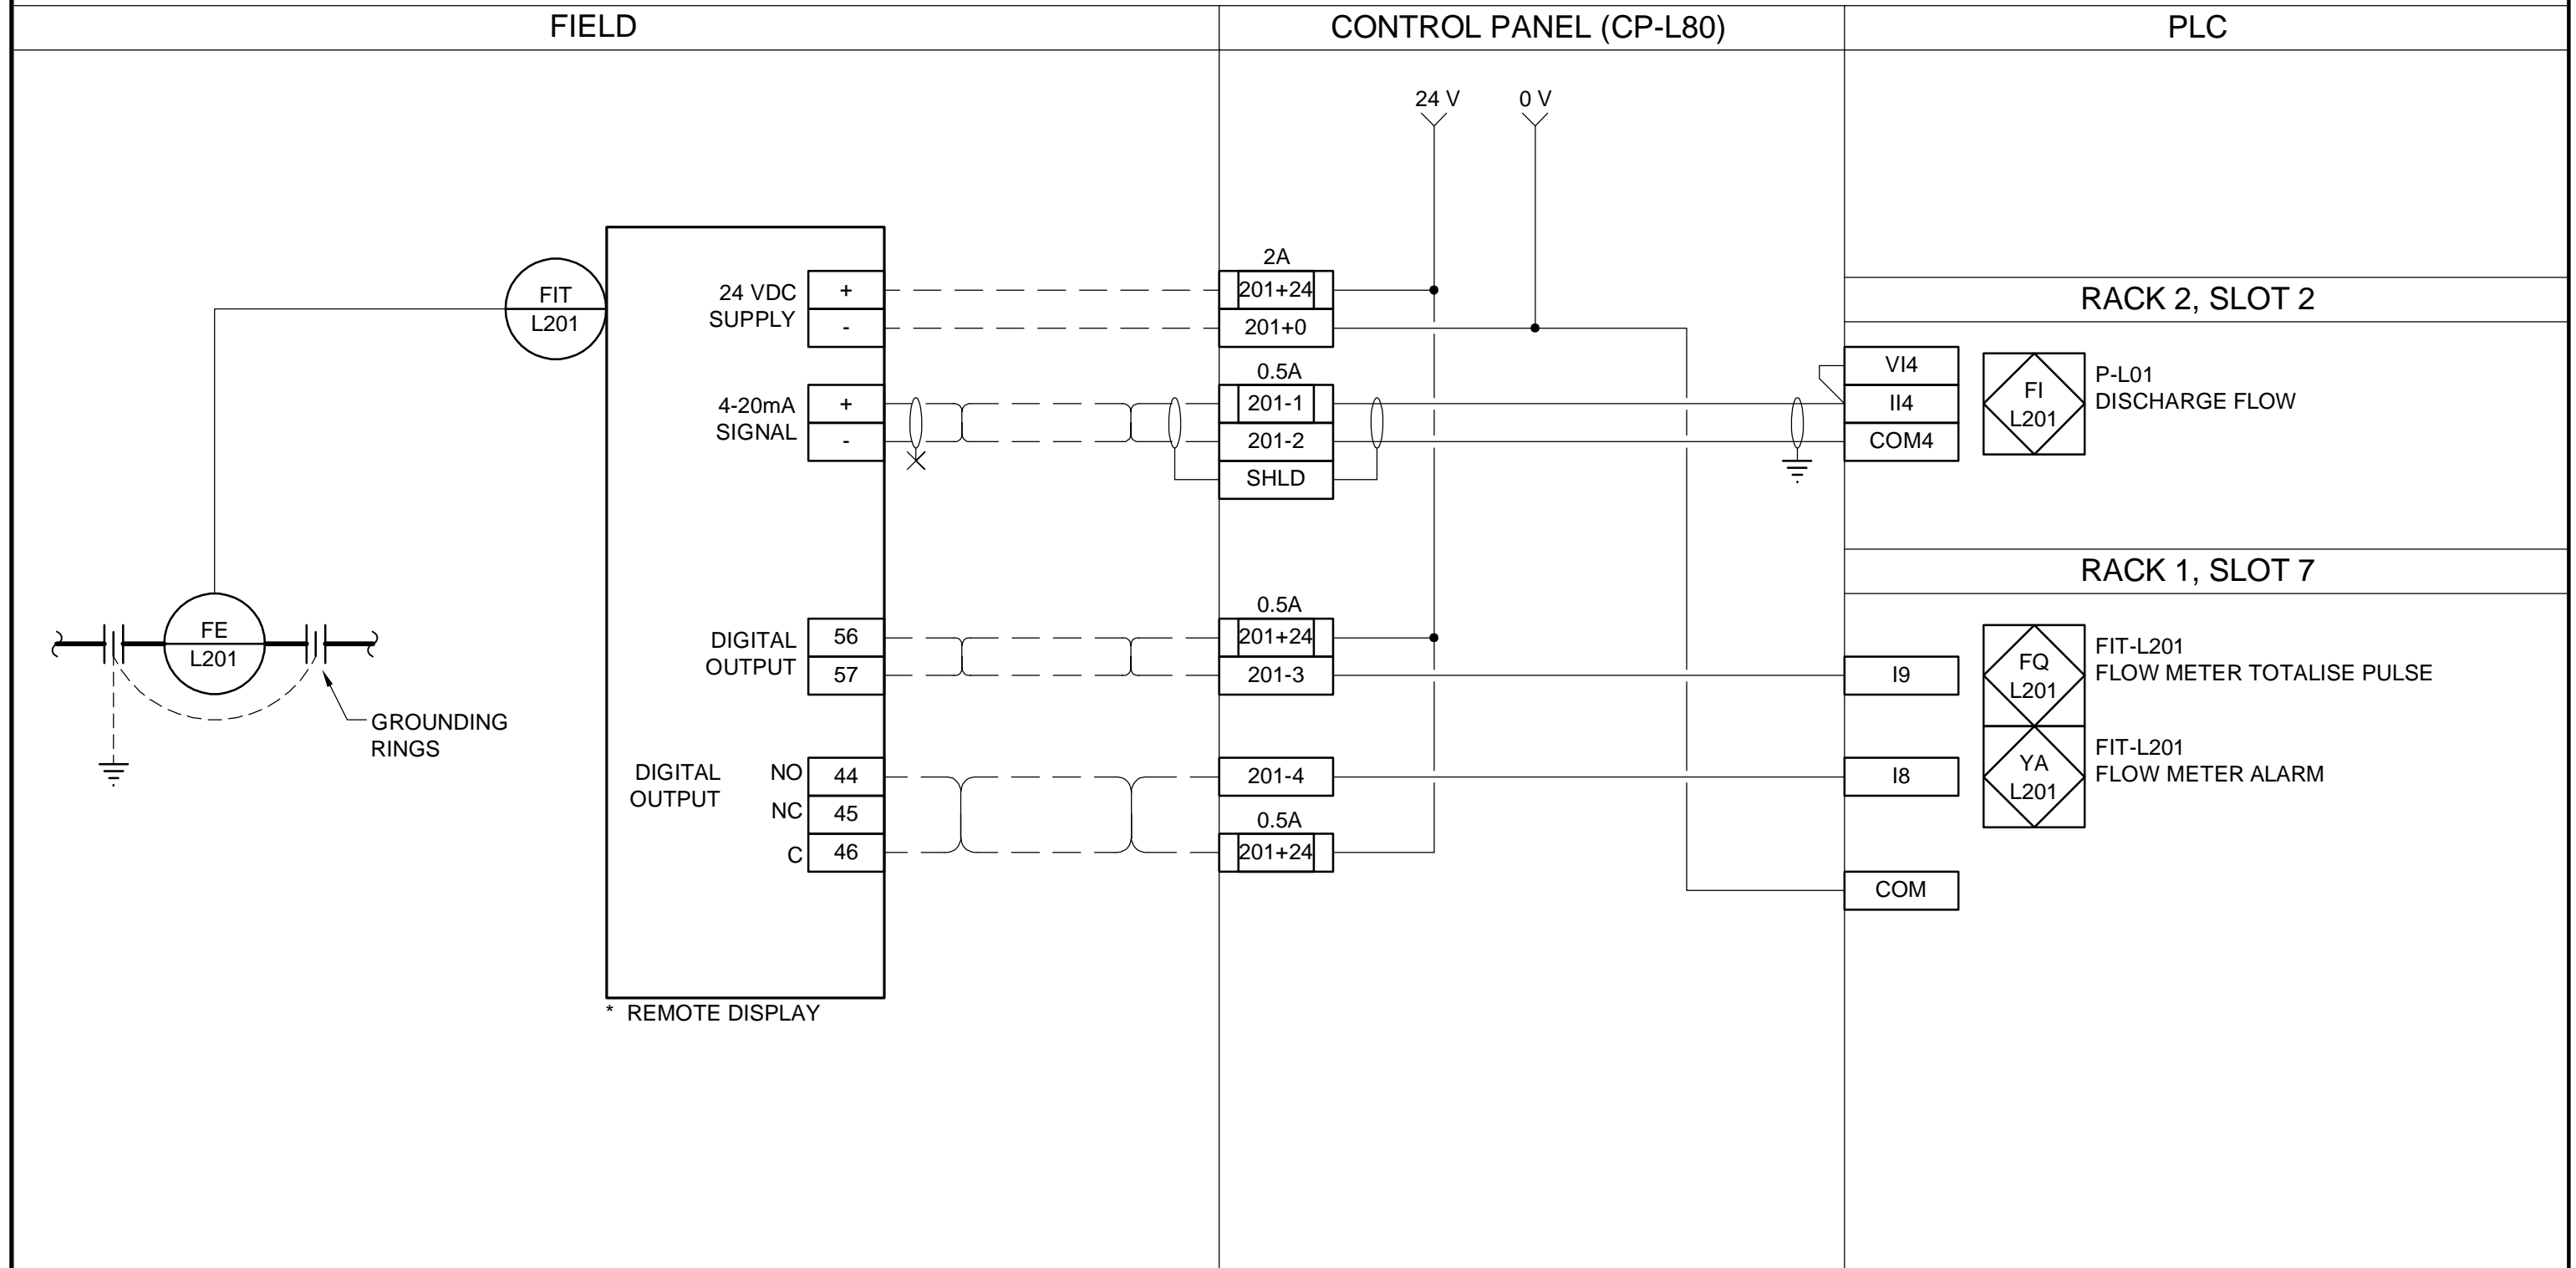 FIELD
CONTROL PANEL (CP-L80)
PLC
24 V
0 V
FIT
L201
24 VDC
SUPPLY
+
-
2A
201+24
201+0
RACK 2, SLOT 2
4-20mA
SIGNAL
+
-
0.5A
201-1
201-2
SHLD
VI4
II4
COM4
FI
L201
P-L01
DISCHARGE FLOW
RACK 1, SLOT 7
FE
L201
GROUNDING
RINGS
DIGITAL
OUTPUT
56
57
0.5A
201+24
201-3
I9
FQ
L201
FIT-L201
FLOW METER TOTALISE PULSE
DIGITAL
OUTPUT
NO
44
NC
45
C
46
201-4
0.5A
201+24
I8
YA
L201
FIT-L201
FLOW METER ALARM
COM
* REMOTE DISPLAY